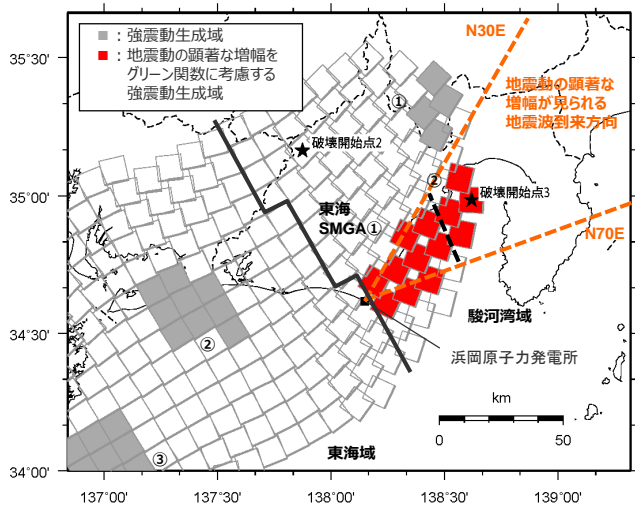 ■：強震動生成域
■：地震動の顕著な増幅を
グリーン関数に考慮する
強震動生成域
N30E
地震動の顕著な
増幅が見られる
地震波到来方向
①
破壊開始点2
②
破壊開始点3
東海
SMGA①
N70E
駿河湾域
②
浜岡原子力発電所
km
0 50
東海域
③
35°30'
35°00'
34°30'
34°00'
137°00' 137°30' 138°00' 138°30' 139°00'